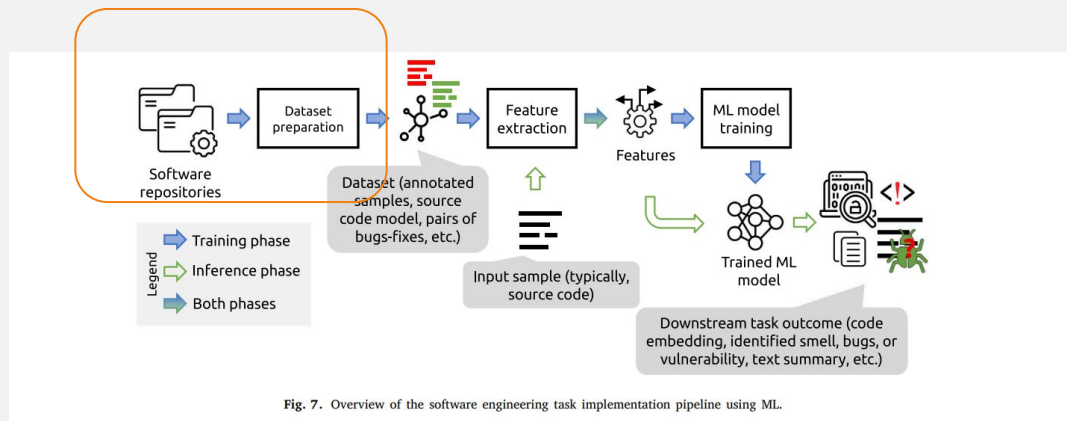 Software
repositories
Dataset
preparation
Dataset (annotated
samples, source
code model, pairs of
bugs-fixes, etc.)
Feature
extraction
Input sample (typically,
source code)
Features
ML model
training
Trained ML
model
<!>
?
Downstream task outcome (code
embedding, identified smell, bugs, or
vulnerability, text summary, etc.)
Legend
Training phase
Inference phase
Both phases
Fig. 7. Overview of the software engineering task implementation pipeline using ML.